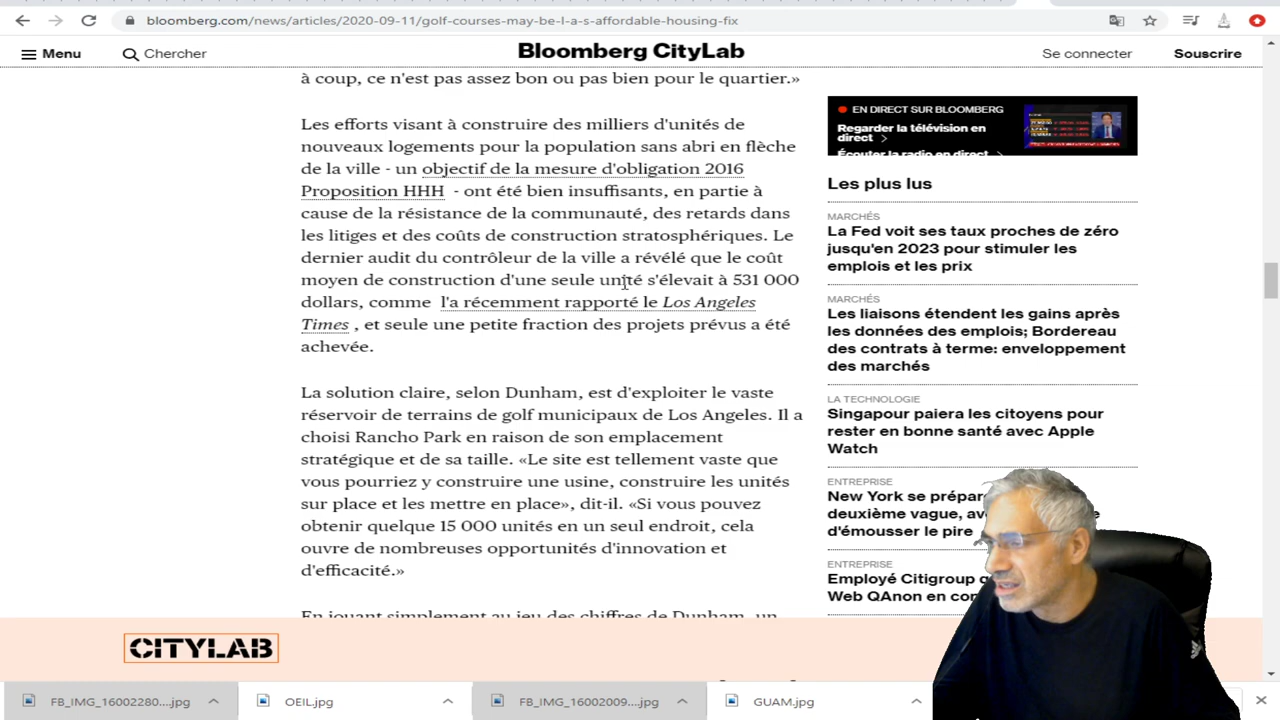 bloomberg.com/news/articles/2020-09-11/golf-courses-may-be-l-a-s-affordable-housing-fix
Menu
Chercher
Bloomberg CityLab
Se connecter
Souscrire
à coup, ce n'est pas assez bon ou pas bien pour le quartier.»
Les efforts visant à construire des milliers d'unités de
nouveaux logements pour la population sans abri en flèche
de la ville - un objectif de la mesure d'obligation 2016
Proposition HHH - ont été bien insuffisants, en partie à
cause de la résistance de la communauté, des retards dans
les litiges et des coûts de construction stratosphériques. Le
dernier audit du contrôleur de la ville a révélé que le coût
moyen de construction d'une seule unité s'élevait à 531 000
dollars, comme l'a récemment rapporté le Los Angeles
Times , et seule une petite fraction des projets prévus a été
achevée.
La solution claire, selon Dunham, est d'exploiter le vaste
réservoir de terrains de golf municipaux de Los Angeles. Il a
choisi Rancho Park en raison de son emplacement
stratégique et de sa taille. «Le site est tellement vaste que
vous pourriez y construire une usine, construire les unités
sur place et les mettre en place», dit-il. «Si vous pouvez
obtenir quelque 15 000 unités en un seul endroit, cela
ouvre de nombreuses opportunités d'innovation et
d'efficacité.»
En jouant simplement au jeu des chiffres de Dunham, un
EN DIRECT SUR BLOOMBERG
Regarder la télévision en
direct >
Écouter la radio en direct >
Les plus lus
MARCHÉS
La Fed voit ses taux proches de zéro
jusqu'en 2023 pour stimuler les
emplois et les prix
MARCHÉS
Les liaisons étendent les gains après
les données des emplois; Bordereau
des contrats à terme: enveloppement
des marchés
LA TECHNOLOGIE
Singapour paiera les citoyens pour
rester en bonne santé avec Apple
Watch
ENTREPRISE
New York se
deuxième vague,
d'émousser le pire
ENTREPRISE
Employé Citigroup
Web QAnon en
CITYLAB
FB_IMG_16002280....jpg
OEIL.jpg
FB_IMG_16002009....jpg
GUAM.jpg